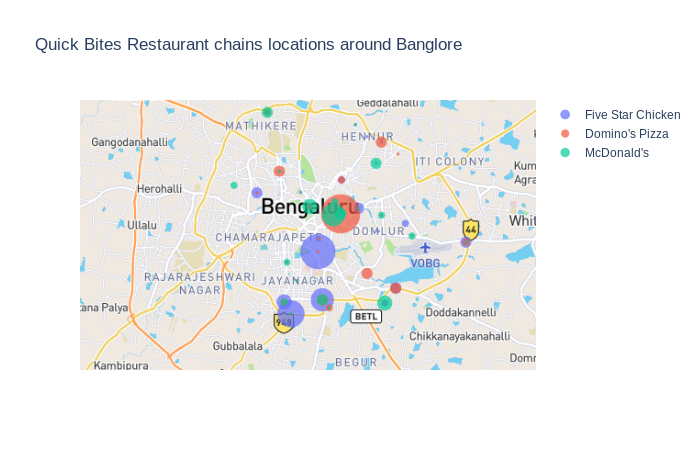 Quick Bites Restaurant chains locations around Banglore
Five Star Chicken
Domino's Pizza
McDonald's
Geddalahalli
MATHIKERE
HENNUR
Gangodanahalli
ITI COLONY
Kum
Agra
Herohalli
Bengaluru
Ullalu
Whit
44
CHAMARAJAPETE
DOMLUR
VOBG
RAJARAJESHWARI
NAGAR
JAYANAGAR
tana Palya
BETL
Doddakannelli
948
Chikkanayakanahalli
Gubbalala
BEGUR
Domm
Kambipura